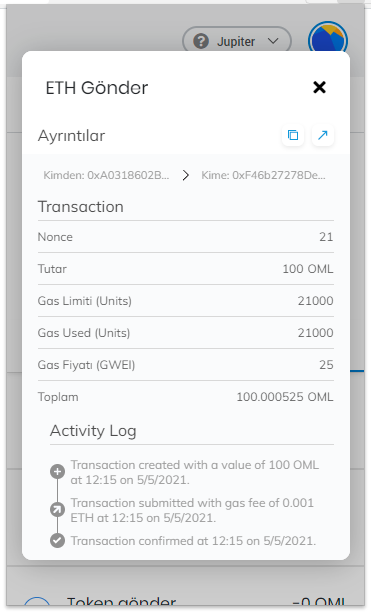 Jupiter
ETH Gönder
Ayrıntılar
Kimden: 0xA0318602B...
Kime: 0xF46b27278De...
Transaction
Nonce 21
Tutar 100 OML
Gas Limiti (Units) 21000
Gas Used (Units) 21000
Gas Fiyatı (GWEI) 25
Toplam 100.000525 OML
Activity Log
Transaction created with a value of 100 OML
at 12:15 on 5/5/2021.
Transaction submitted with gas fee of 0.001
ETH at 12:15 on 5/5/2021.
Transaction confirmed at 12:15 on 5/5/2021.
Token gönder -0 OML